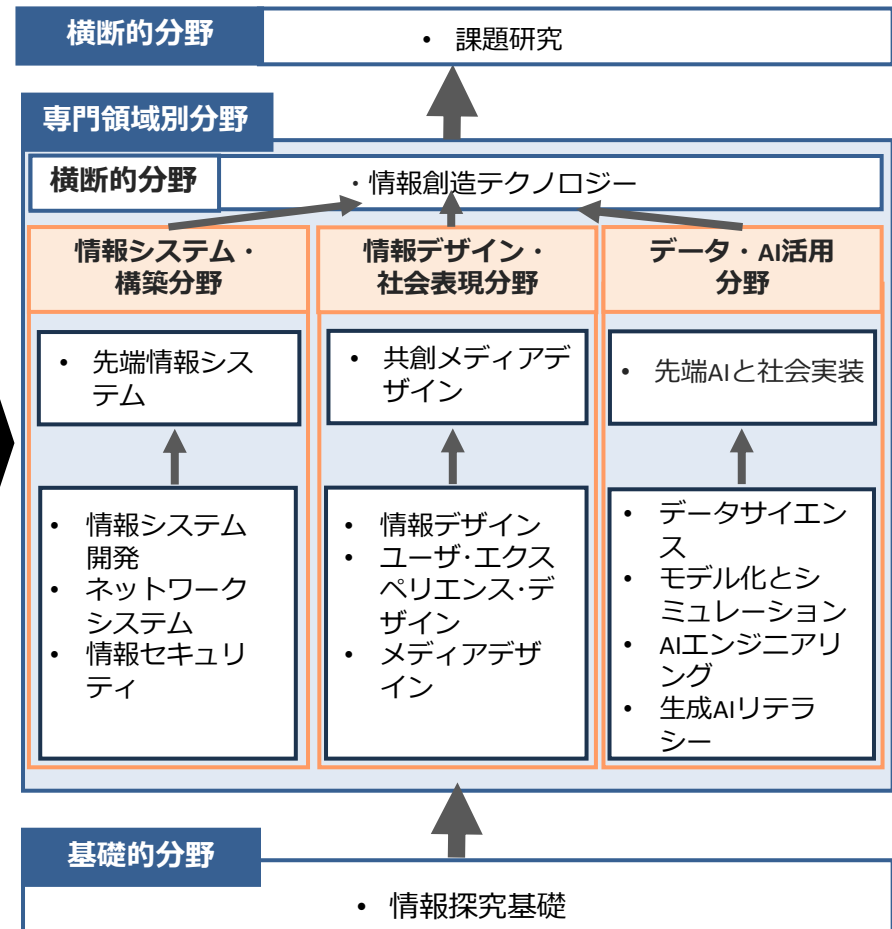 横断的分野
• 課題研究
専門領域別分野
横断的分野
・情報創造テクノロジー
情報システム・
構築分野
• 先端情報シス
テム
• 情報システム
開発
• ネットワーク
システム
• 情報セキュリ
ティ
情報デザイン・
社会表現分野
• 共創メディアデ
ザイン
• 情報デザイン
• ユーザ・エクス
ペリエンス・デ
ザイン
• メディアデザ
イン
データ・AI活用
分野
• 先端AIと社会実装
• データサイエン
ス
• モデル化とシ
ミュレーション
• AIエンジニアリ
ング
• 生成AIリテラ
シー
基礎的分野
• 情報探究基礎